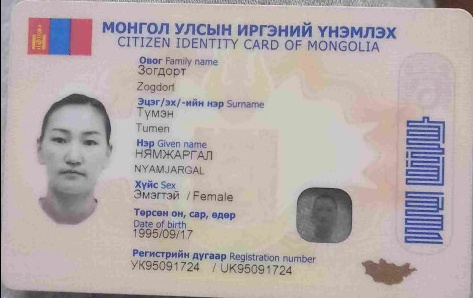 МОНГОЛ УЛСЫН ИРГЭНИЙ ҮНЭМЛЭХ
CITIZEN IDENTITY CARD OF MONGOLIA
Овог Family name
Зогдорт
Zogdort
Эцэг/эх/-ийн нэр Surname
Түмэн
Tumen
Нэр Given name
НЯМЖАРГАЛ
NYAMJARGAL
Хүйс Sex
Эмэгтэй / Female
Төрсөн он, сар, өдөр
Date of birth
1995/09/17
Регистрийн дугаар Registration number
УК95091724 / UK95091724